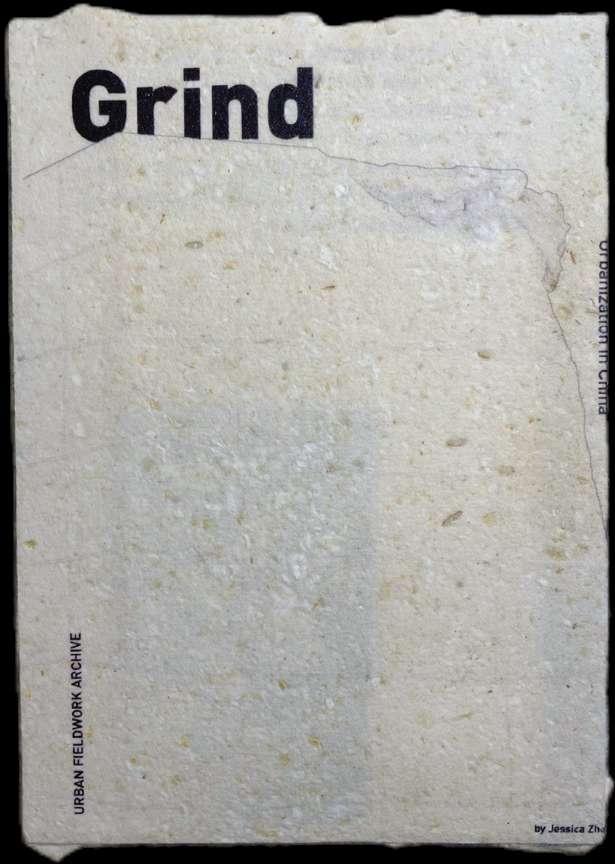 Grind
Urbanization in China
URBAN FIELDWORK ARCHIVE
by Jessica